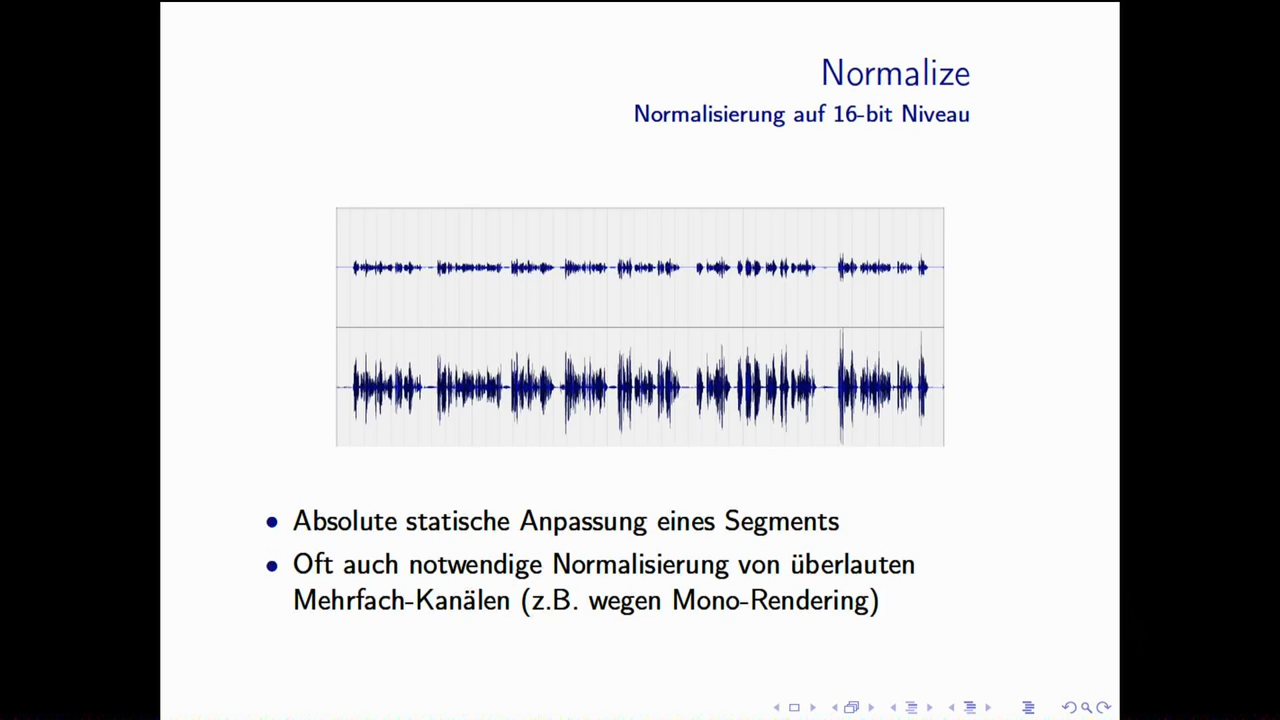 Normalize
Normalisierung auf 16-bit Niveau
• Absolute statische Anpassung eines Segments
• Oft auch notwendige Normalisierung von überlauten
Mehrfach-Kanälen (z.B. wegen Mono-Rendering)